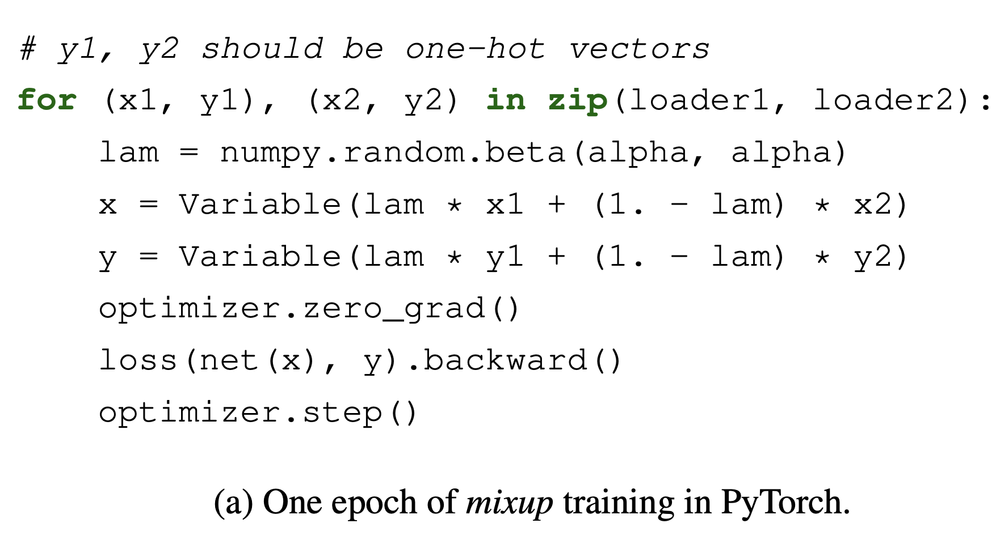 # y1, y2 should be one-hot vectors
for (x1, y1), (x2, y2) in zip(loader1, loader2):
    lam = numpy.random.beta(alpha, alpha)
    x = Variable(lam * x1 + (1. - lam) * x2)
    y = Variable(lam * y1 + (1. - lam) * y2)
    optimizer.zero_grad()
    loss(net(x), y).backward()
    optimizer.step()
(a) One epoch of mixup training in PyTorch.